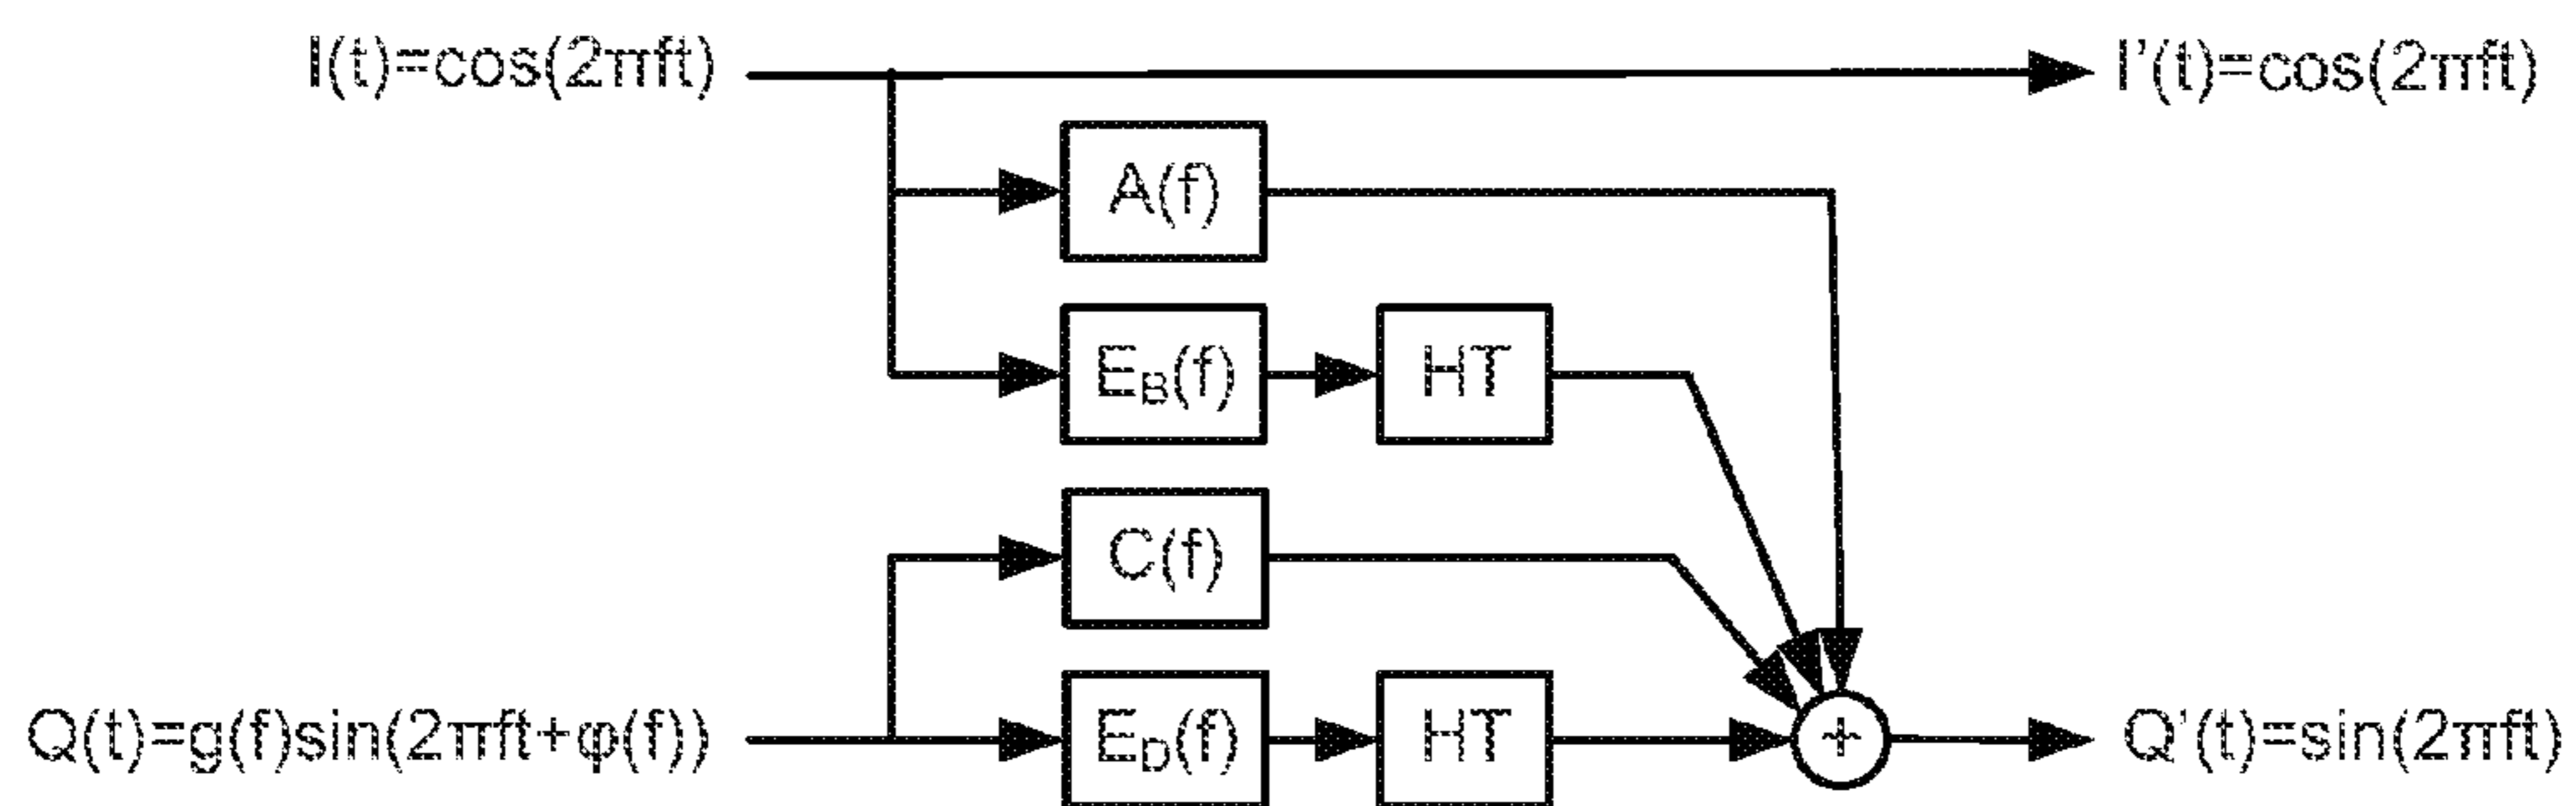 I(t)=cos(2πft)
I'(t)=cos(2πft)
A(f)
E_B(f)
HT
C(f)
Q(t)=g(f)sin(2πft+φ(f))
E_D(f)
HT
+
Q'(t)=sin(2πft)